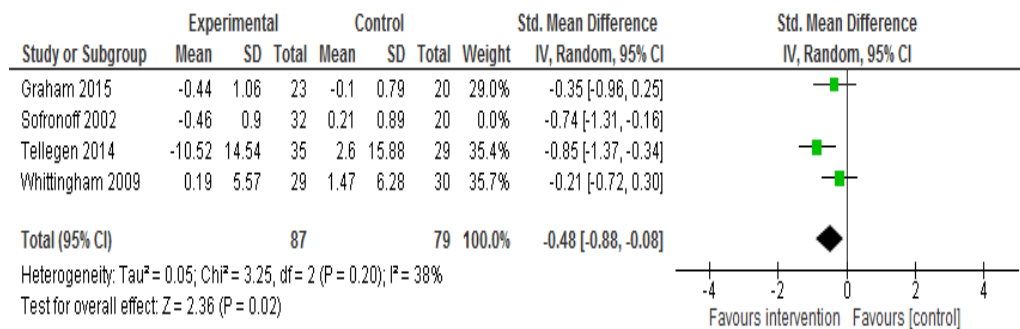 Experimental Control Std. Mean Difference Std. Mean Difference
Study or Subgroup Mean SD Total Mean SD Total Weight IV, Random, 95% CI IV, Random, 95% CI
Graham 2015 -0.44 1.06 23 -0.1 0.79 20 29.0% -0.35 [-0.96, 0.25]
Sofronoff 2002 -0.46 0.9 32 0.21 0.89 20 0.0% -0.74 [-1.31, -0.16]
Tellegen 2014 -10.52 14.54 35 2.6 15.88 29 35.4% -0.85 [-1.37, -0.34]
Whittingham 2009 0.19 5.57 29 1.47 6.28 30 35.7% -0.21 [-0.72, 0.30]
Total (95% CI) 87 79 100.0% -0.48 [-0.88, -0.08]
Heterogeneity: Tau² = 0.05; Chi² = 3.25, df = 2 (P = 0.20); I² = 38%
Test for overall effect: Z = 2.36 (P = 0.02)
-4 -2 0 2 4
Favours intervention Favours [control]